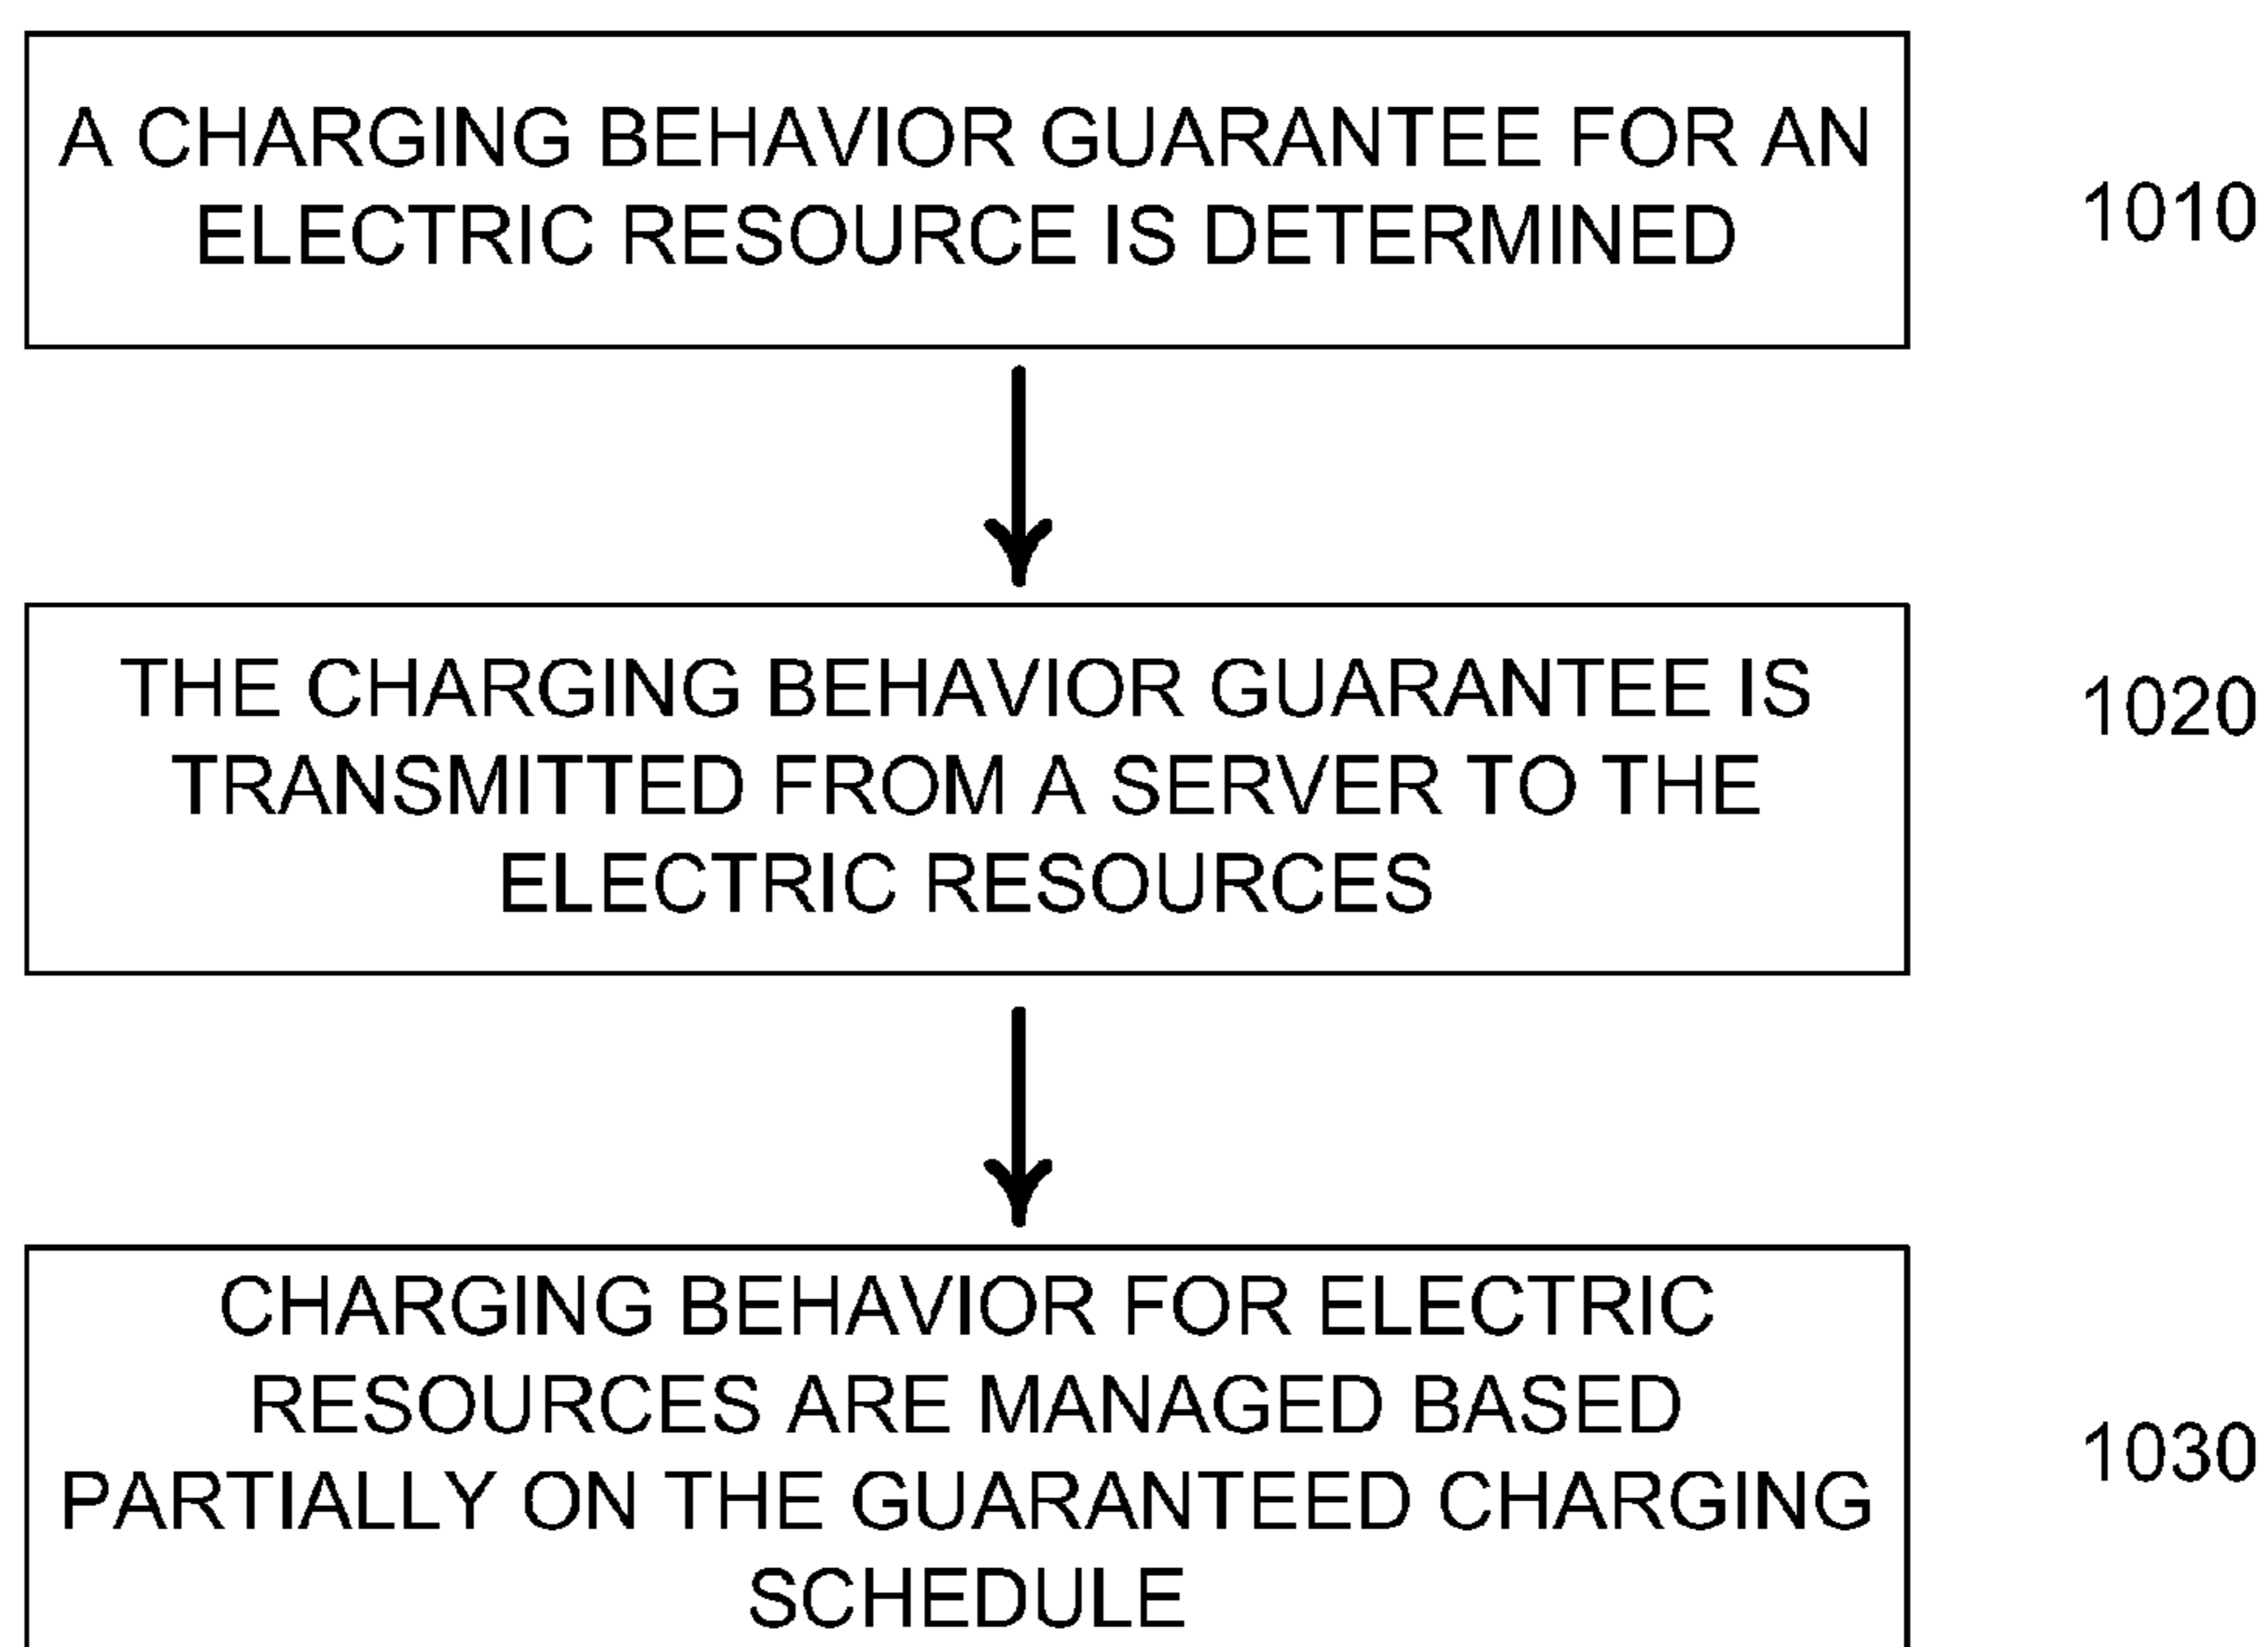 A CHARGING BEHAVIOR GUARANTEE FOR AN
ELECTRIC RESOURCE IS DETERMINED
1010
THE CHARGING BEHAVIOR GUARANTEE IS
TRANSMITTED FROM A SERVER TO THE
ELECTRIC RESOURCES
1020
CHARGING BEHAVIOR FOR ELECTRIC
RESOURCES ARE MANAGED BASED
PARTIALLY ON THE GUARANTEED CHARGING
SCHEDULE
1030